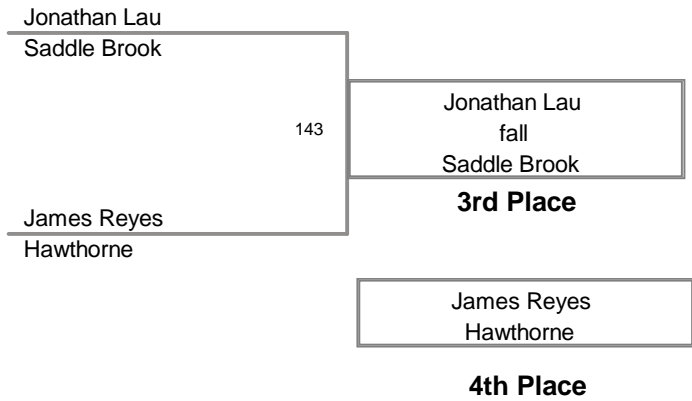 Jonathan Lau
Saddle Brook
143
Jonathan Lau
fall
Saddle Brook
3rd Place
James Reyes
Hawthorne
James Reyes
Hawthorne
4th Place